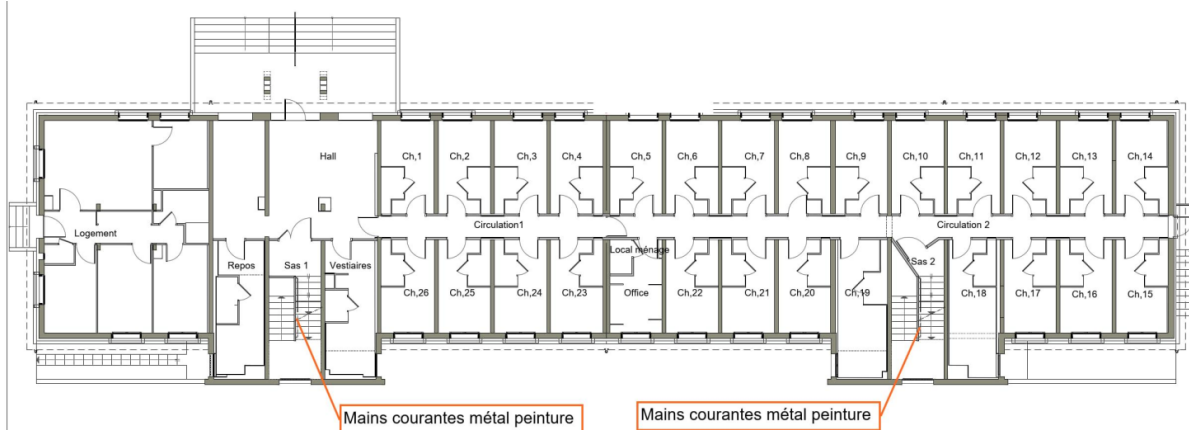 Hall
Ch,1
Ch,2
Ch,3
Ch,4
Ch,5
Ch,6
Ch,7
Ch,8
Ch,9
Ch,10
Ch,11
Ch,12
Ch,13
Ch,14
Logement
Circulation1
Circulation 2
Repos
Sas 1
Vestiaires
Local ménage
Sas 2
Ch,26
Ch,25
Ch,24
Ch,23
Office
Ch,22
Ch,21
Ch,20
Ch,19
Ch,18
Ch,17
Ch,16
Ch,15
Mains courantes métal peinture
Mains courantes métal peinture